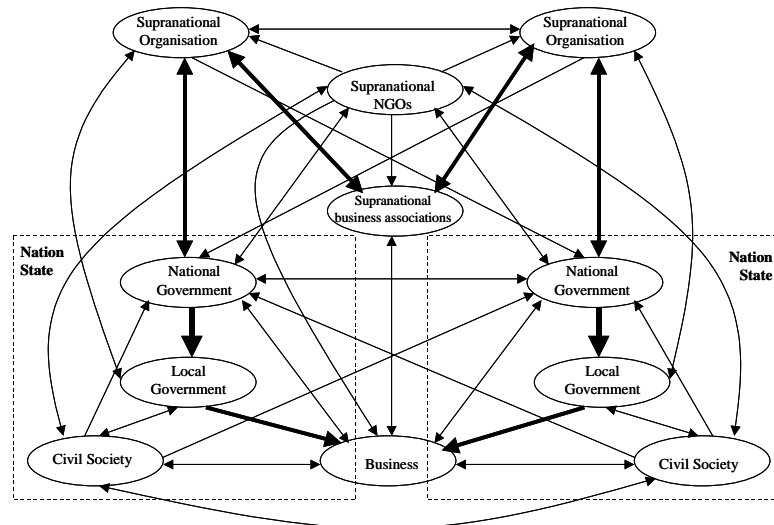 Supranational
Organisation
Supranational
Organisation
Supranational
NGOs
Supranational
business associations
Nation
State
Nation
State
National
Government
National
Government
Local
Government
Local
Government
Civil Society
Business
Civil Society